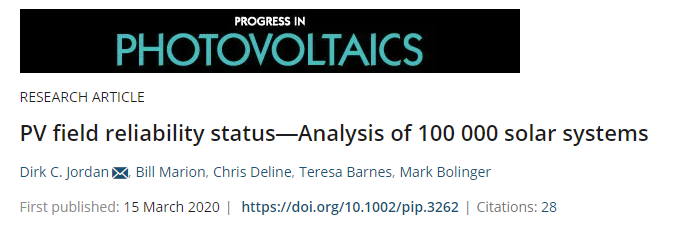 PROGRESS IN
PHOTOVOLTAICS
RESEARCH ARTICLE
PV field reliability status—Analysis of 100 000 solar systems
Dirk C. Jordan, Bill Marion, Chris Deline, Teresa Barnes, Mark Bolinger
First published: 15 March 2020 | https://doi.org/10.1002/pip.3262 | Citations: 28